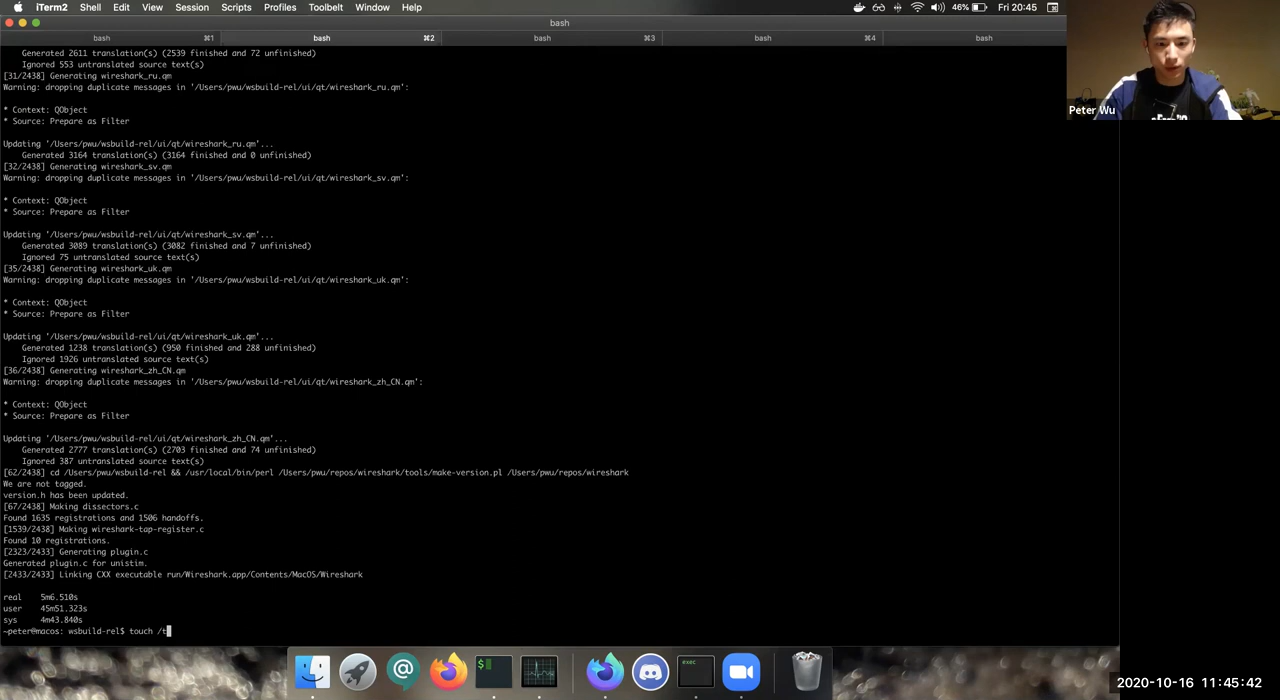 iTerm2 Shell Edit View Session Scripts Profiles Toolbelt Window Help 46% Fri 20:45
bash
bash ⌘1 bash ⌘2 bash ⌘3 bash ⌘4 bash
Generated 2611 translation(s) (2539 finished and 72 unfinished)
Ignored 553 untranslated source text(s)
[31/2438] Generating wireshark_ru.qm
Warning: dropping duplicate messages in '/Users/pwu/wsbuild-rel/ui/qt/wireshark_ru.qm':
* Context: QObject
* Source: Prepare as Filter
Updating '/Users/pwu/wsbuild-rel/ui/qt/wireshark_ru.qm'...
Generated 3164 translation(s) (3164 finished and 0 unfinished)
[32/2438] Generating wireshark_sv.qm
Warning: dropping duplicate messages in '/Users/pwu/wsbuild-rel/ui/qt/wireshark_sv.qm':
* Context: QObject
* Source: Prepare as Filter
Updating '/Users/pwu/wsbuild-rel/ui/qt/wireshark_sv.qm'...
Generated 3089 translation(s) (3082 finished and 7 unfinished)
Ignored 75 untranslated source text(s)
[35/2438] Generating wireshark_uk.qm
Warning: dropping duplicate messages in '/Users/pwu/wsbuild-rel/ui/qt/wireshark_uk.qm':
* Context: QObject
* Source: Prepare as Filter
Updating '/Users/pwu/wsbuild-rel/ui/qt/wireshark_uk.qm'...
Generated 1238 translation(s) (950 finished and 288 unfinished)
Ignored 1926 untranslated source text(s)
[36/2438] Generating wireshark_zh_CN.qm
Warning: dropping duplicate messages in '/Users/pwu/wsbuild-rel/ui/qt/wireshark_zh_CN.qm':
* Context: QObject
* Source: Prepare as Filter
Updating '/Users/pwu/wsbuild-rel/ui/qt/wireshark_zh_CN.qm'...
Generated 2777 translation(s) (2703 finished and 74 unfinished)
Ignored 387 untranslated source text(s)
[62/2438] cd /Users/pwu/wsbuild-rel && /usr/local/bin/perl /Users/pwu/repos/wireshark/tools/make-version.pl /Users/pwu/repos/wireshark
We are not tagged.
version.h has been updated.
[67/2438] Making dissectors.c
Found 1635 registrations and 1506 handoffs.
[1539/2438] Making wireshark-tap-register.c
Found 10 registrations.
[2323/2433] Generating plugin.c
Generated plugin.c for unistim.
[2433/2433] Linking CXX executable run/Wireshark.app/Contents/MacOS/Wireshark
real 5m6.510s
user 45m51.323s
sys 4m43.840s
~peter@macos: wsbuild-rel$ touch /t
Peter Wu
exec
2020-10-16 11:45:42